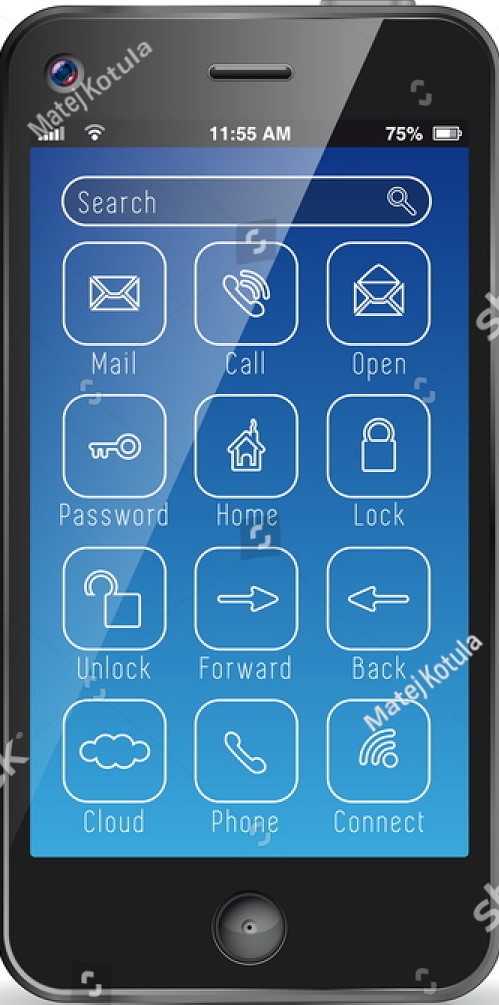 Matej Kotula
11:55 AM 75%
Search
Mail Call Open
Password Home Lock
Unlock Forward Back
Matej Kotula
Cloud Phone Connect